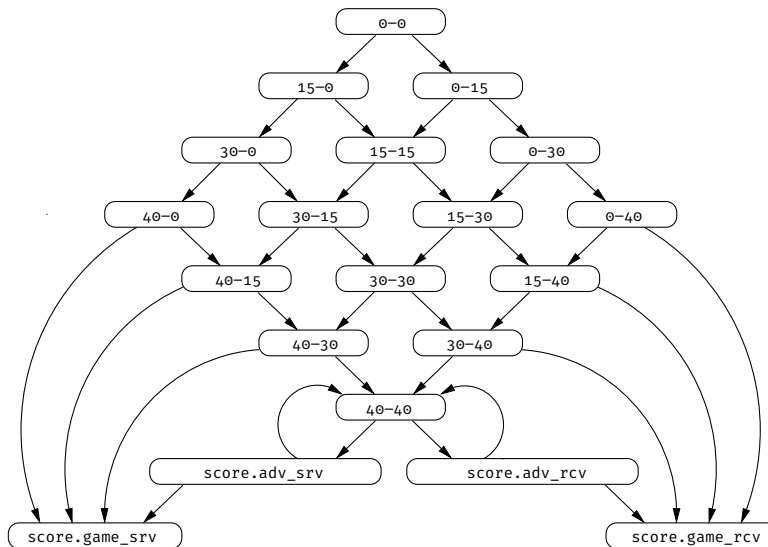 0–0
15–0 0–15
30–0 15–15 0–30
40–0 30–15 15–30 0–40
40–15 30–30 15–40
40–30 30–40
40–40
score.adv_srv score.adv_rcv
score.game_srv score.game_rcv